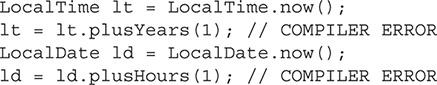 LocalTime lt = LocalTime.now();
lt = lt.plusYears(1); // COMPILER ERROR
LocalDate ld = LocalDate.now();
ld = ld.plusHours(1); // COMPILER ERROR